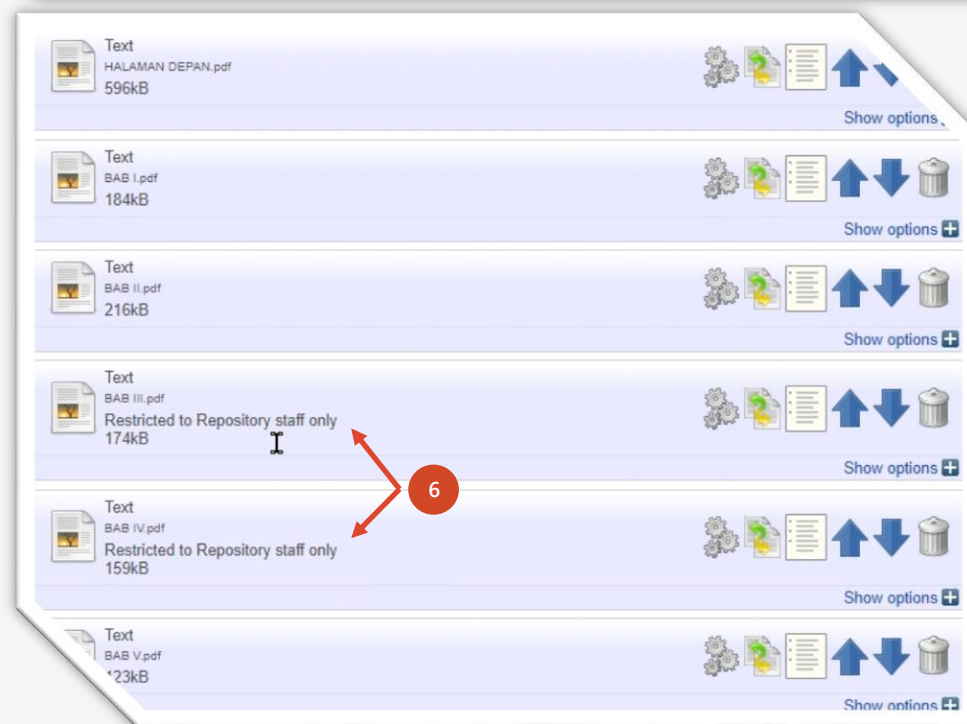 Text
HALAMAN DEPAN.pdf
596kB
Show options
Text
BAB I.pdf
184kB
Show options
Text
BAB II.pdf
216kB
Show options
Text
BAB III.pdf
Restricted to Repository staff only
174kB
Show options
6
Text
BAB IV.pdf
Restricted to Repository staff only
159kB
Show options
Text
BAB V.pdf
123kB
Show options